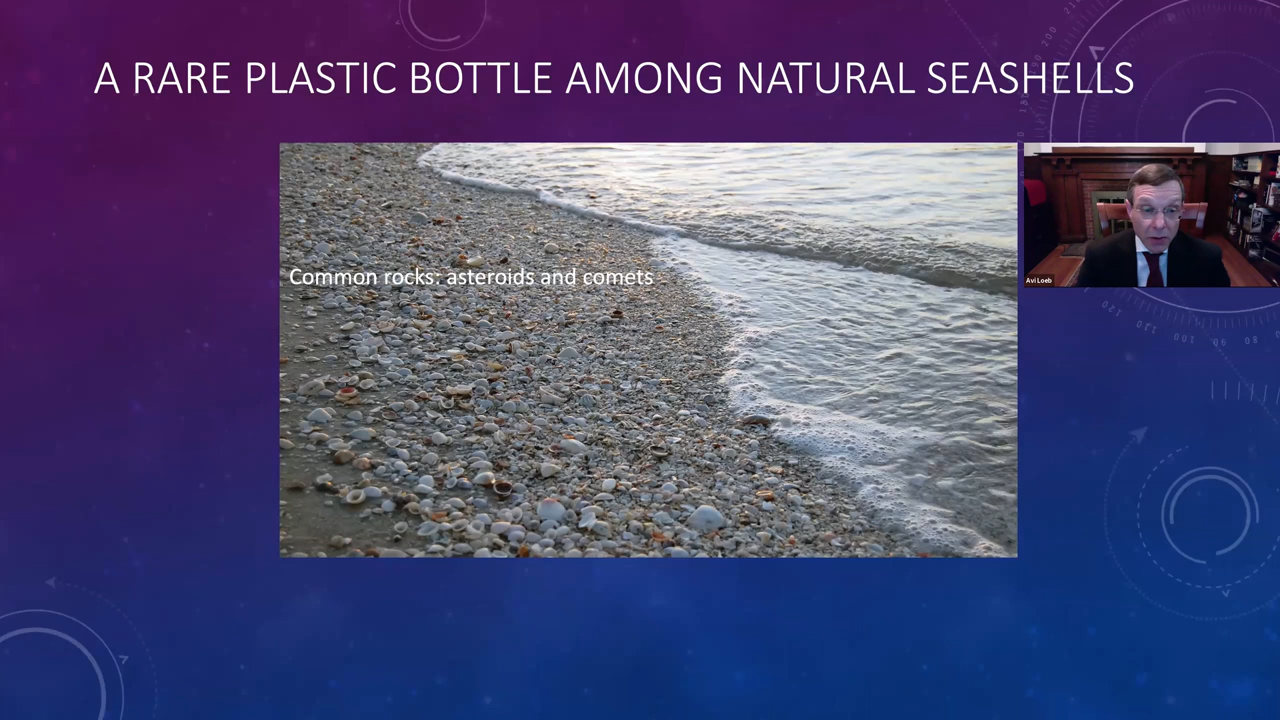 A RARE PLASTIC BOTTLE AMONG NATURAL SEASHELLS
Common rocks: asteroids and comets
Avi Loeb